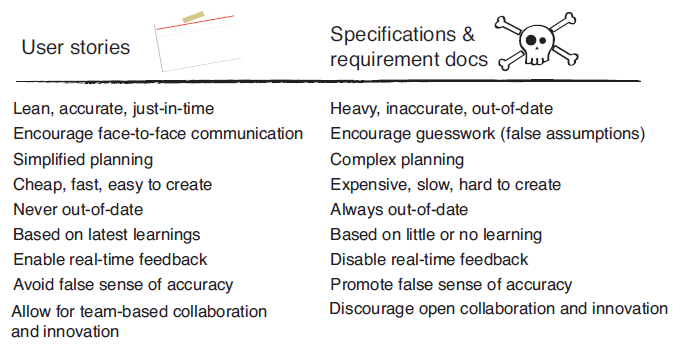 User stories
Specifications &
requirement docs
Lean, accurate, just-in-time
Heavy, inaccurate, out-of-date
Encourage face-to-face communication
Encourage guesswork (false assumptions)
Simplified planning
Complex planning
Cheap, fast, easy to create
Expensive, slow, hard to create
Never out-of-date
Always out-of-date
Based on latest learnings
Based on little or no learning
Enable real-time feedback
Disable real-time feedback
Avoid false sense of accuracy
Promote false sense of accuracy
Allow for team-based collaboration
and innovation
Discourage open collaboration and innovation